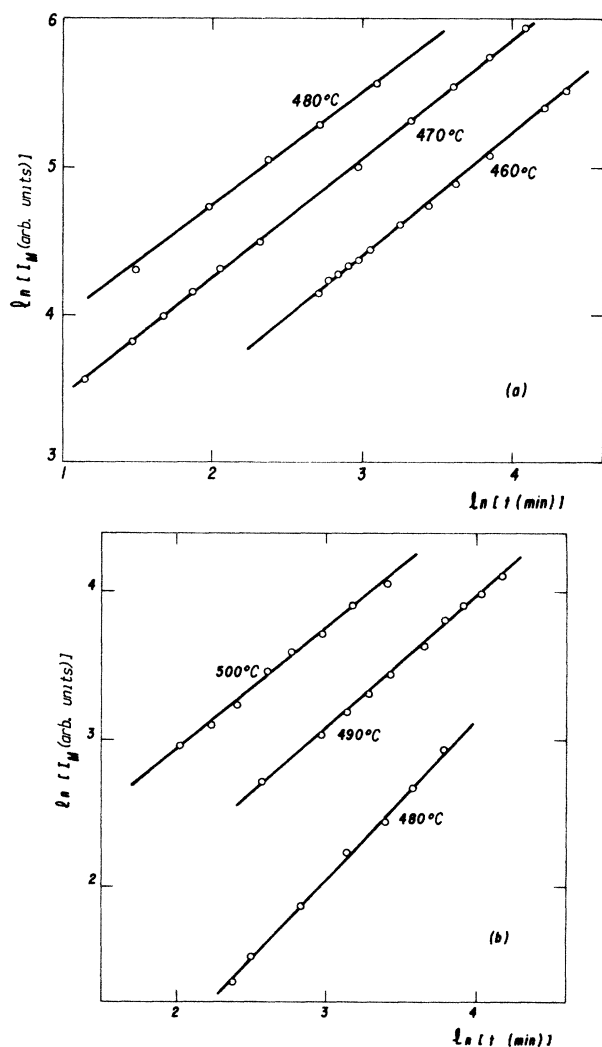 6
5
4
3
ln [ I_M (arb. units)]
480°C
470°C
460°C
(a)
1 2 3 4
ln [ t (min) ]
4
3
2
ln [ I_M (arb. units)]
500°C
490°C
480°C
(b)
2 3 4
ln [ t (min) ]